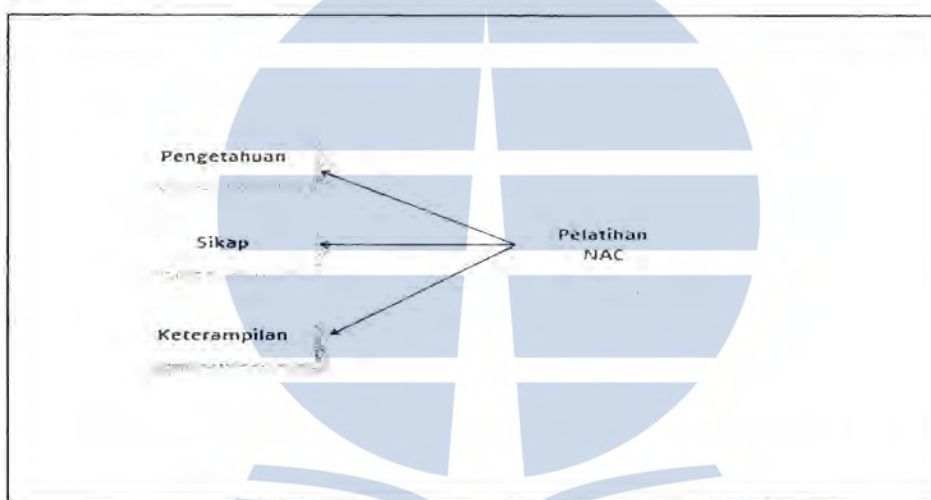 Pengetahuan
Sikap
Pelatihan
NAC
Keterampilan